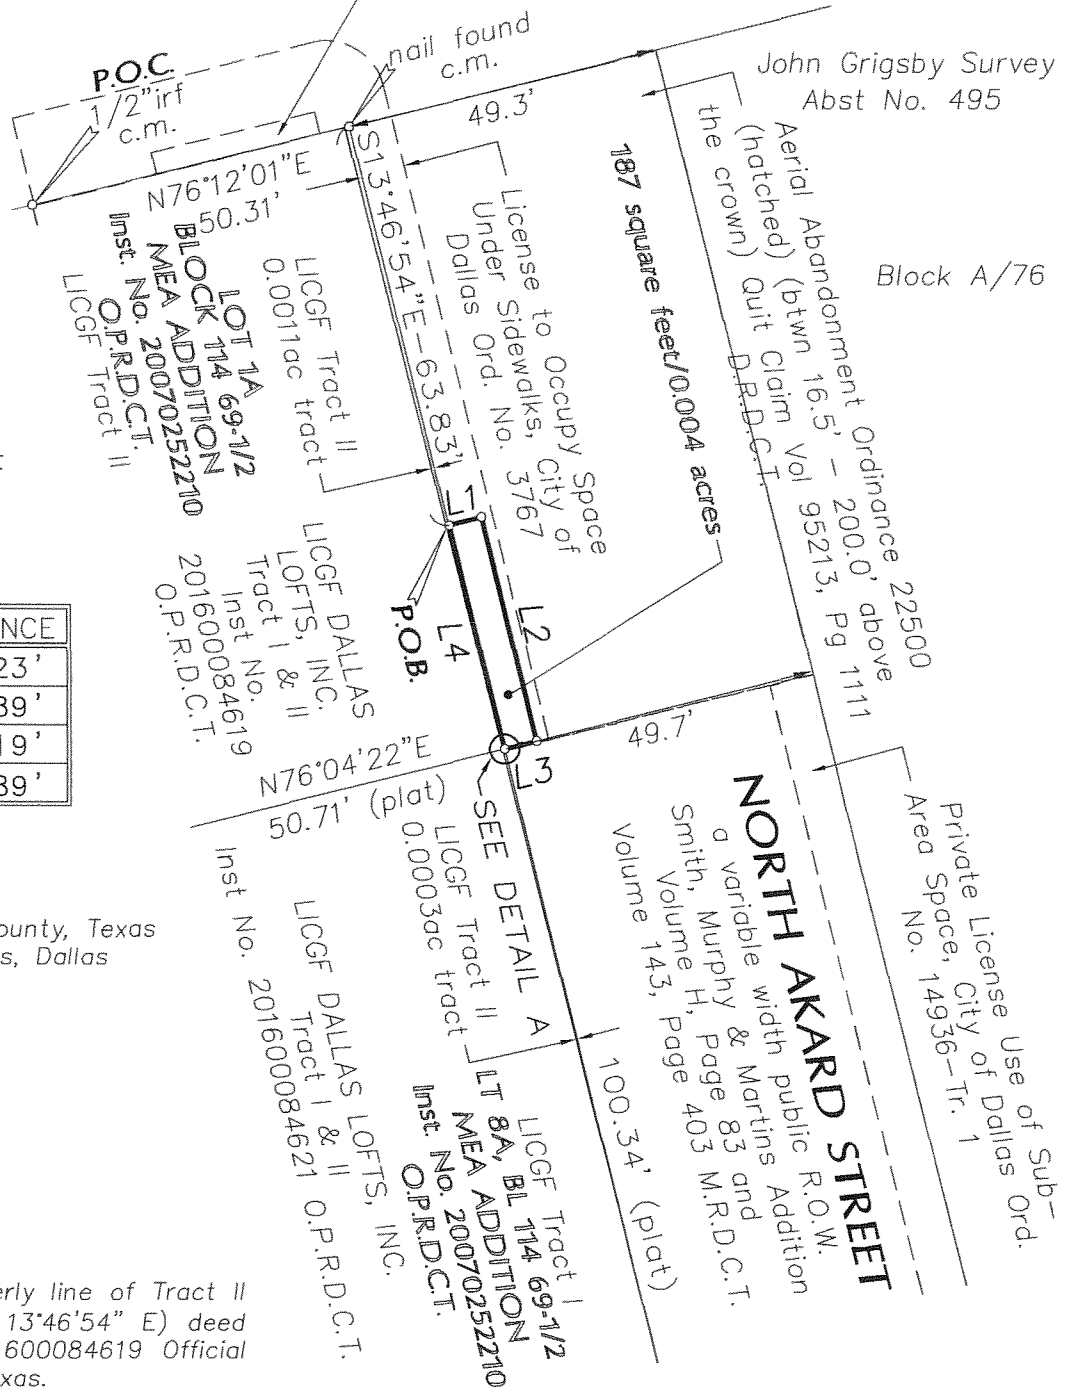 P.O.C.
1/2"irf
c.m.
nail found
c.m.
49.3'
John Grigsby Survey
Abst No. 495
Block A/76
N76°12'01"E
50.31'
S13°46'54"E-63.83'
Aerial Abandonment Ordinance 22500
(hatched) (btwn 16.5' - 200.0' above
the crown) Quit Claim Vol 95213, Pg 1111
D.R.D.C.T.
187 square feet/0.004 acres
License to Occupy Space
Under Sidewalks, City of
Dallas Ord. No. 3767
LICGF Tract II
0.0011ac tract
LOT 1A
BLOCK 114 69-1/2
MEA ADDITION
Inst. No. 20070252210
O.P.R.D.C.T.
LICGF Tract II
LICGF DALLAS
LOFTS, INC.
Tract I & II
Inst No.
201600084619
O.P.R.D.C.T.
L1
L2
L3
L4
P.O.B.
NCE
23'
39'
19'
39'
N76°04'22"E
50.71' (plat)
49.7'
SEE DETAIL A
LICGF Tract II
0.0003ac tract
NORTH AKARD STREET
a variable width public R.O.W.
Smith, Murphy & Martins Addition
Volume H, Page 83 and
Volume 143, Page 403 M.R.D.C.T.
Private License Use of Sub-
Area Space, City of Dallas Ord.
No. 14936-Tr. 1
100.34' (plat)
LICGF Tract I
LT 8A, BL 114 69-1/2
MEA ADDITION
Inst. No. 20070252210
O.P.R.D.C.T.
LICGF DALLAS LOFTS, INC.
Tract I & II
Inst No. 201600084621 O.P.R.D.C.T.
ounty, Texas
s, Dallas
erly line of Tract II
13°46'54" E) deed
600084619 Official
xas.